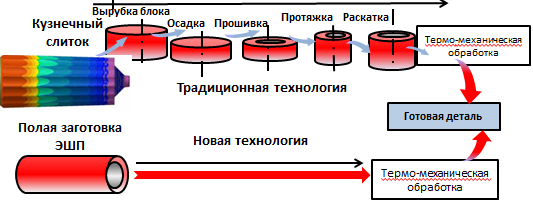 Кузнечный
слиток
Вырубка блока
Осадка
Прошивка
Протяжка
Раскатка
Термо-механическая
обработка
Традиционная технология
Готовая деталь
Полая заготовка
ЭШП
Новая технология
Термо-механическая
обработка